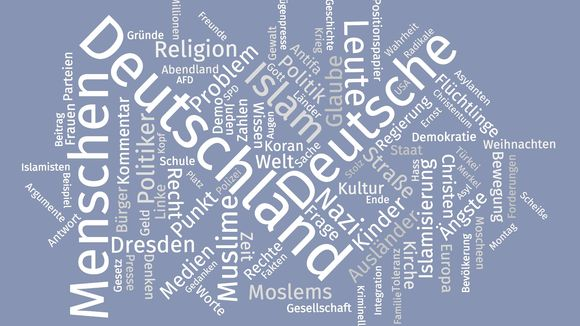 Millionen
Freunde
Lügenpresse
Geschichte
Positionspapier
Wahrheit
Radikale
Gründe
Religion
Gewalt
Krieg
Leute
Parteien
Abendland
AFD
Problem
Antifa
Gott
Politik
Glaube
USA
Asylanten
Deutschland
Deutsche
Menschen
Islam
Flüchtlinge
Christentum
Ernst
Beitrag
Frauen
Kommentar
Politiker
Kopf
Demo
SPD
Juden
Zahlen
Wissen
Augen
Länder
Regierung
Demokratie
Weihnachten
Koran
Sache
Staat
Türkei
Merkel
Asyl
Islamisten
Beispiel
Schule
Welt
Stolz
Straße
Hass
Bewegung
Forderungen
Argumente
Antwort
Bürger
Geld
Linke
Recht
Platz
Polizei
Kultur
Ende
Christen
Ängste
Scheiße
Punkt
Muslime
Frage
Nazi
Kinder
Islamisierung
Dresden
Zeit
Ausländer
Kirche
Europa
Moscheen
Montag
Gesetz
Presse
Denken
Medien
Gedanken
Worte
Rechte
Fakten
Moslems
Gesellschaft
Kriminell
Integration
Familie
Toleranz
Bevölkerung